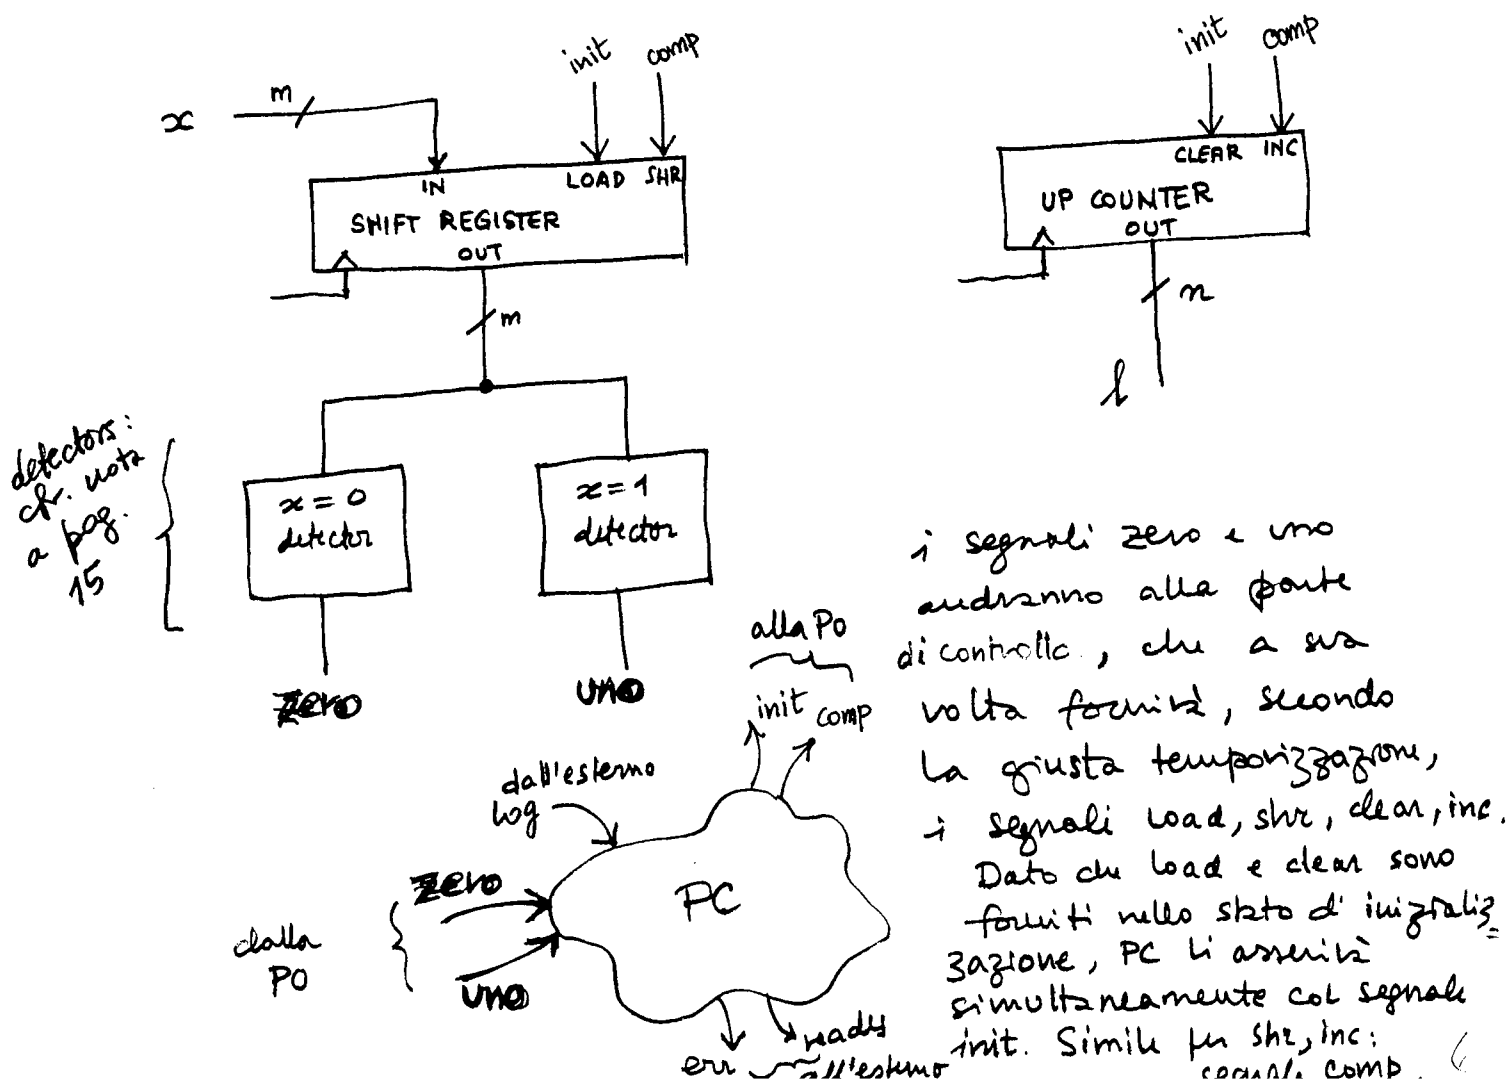 init comp
x m
IN LOAD SHR
SHIFT REGISTER
OUT
m
init comp
CLEAR INC
UP COUNTER
OUT
n
l
detectors:
cfr. nota
a pag.
15
x = 0
detector
x = 1
detector
zero
uno
i segnali zero e uno
andranno alla parte
di controllo, che a sua
volta fornirà, secondo
la giusta temporizzazione,
i segnali load, shr, clear, inc.
Dato che load e clear sono
forniti nello stato d'inizializ=
zazione, PC li asserirà
simultaneamente col segnale
init. Simile per shr, inc:
segnale comp.
alla PO
init comp
dall'esterno
log
zero
dalla
PO
uno
PC
err ready
all'esterno